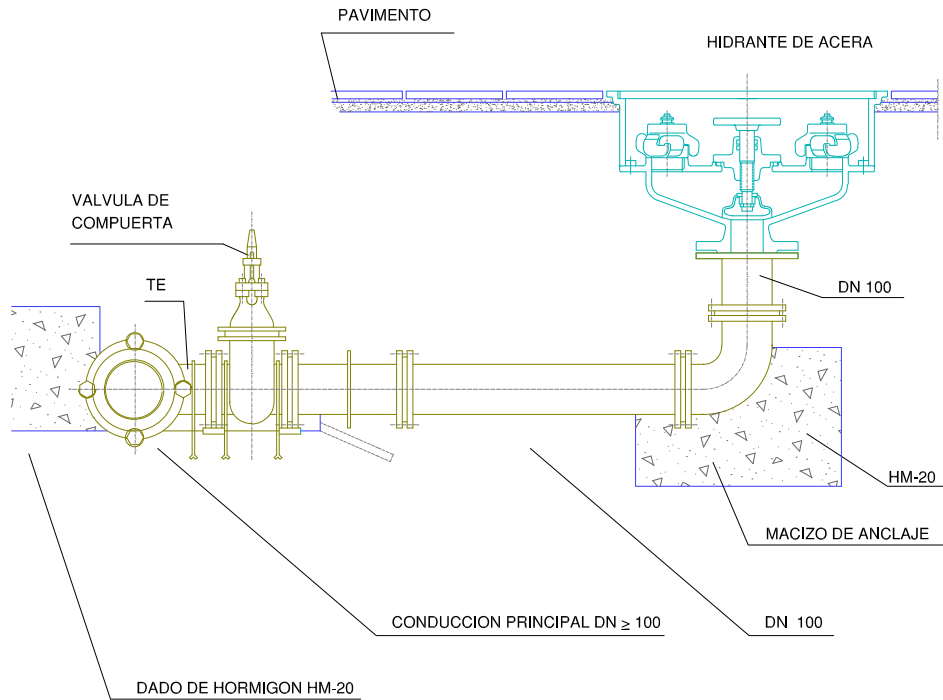 PAVIMENTO
HIDRANTE DE ACERA
VALVULA DE
COMPUERTA
TE
DN 100
HM-20
MACIZO DE ANCLAJE
CONDUCCION PRINCIPAL DN ≥ 100
DN 100
DADO DE HORMIGON HM-20